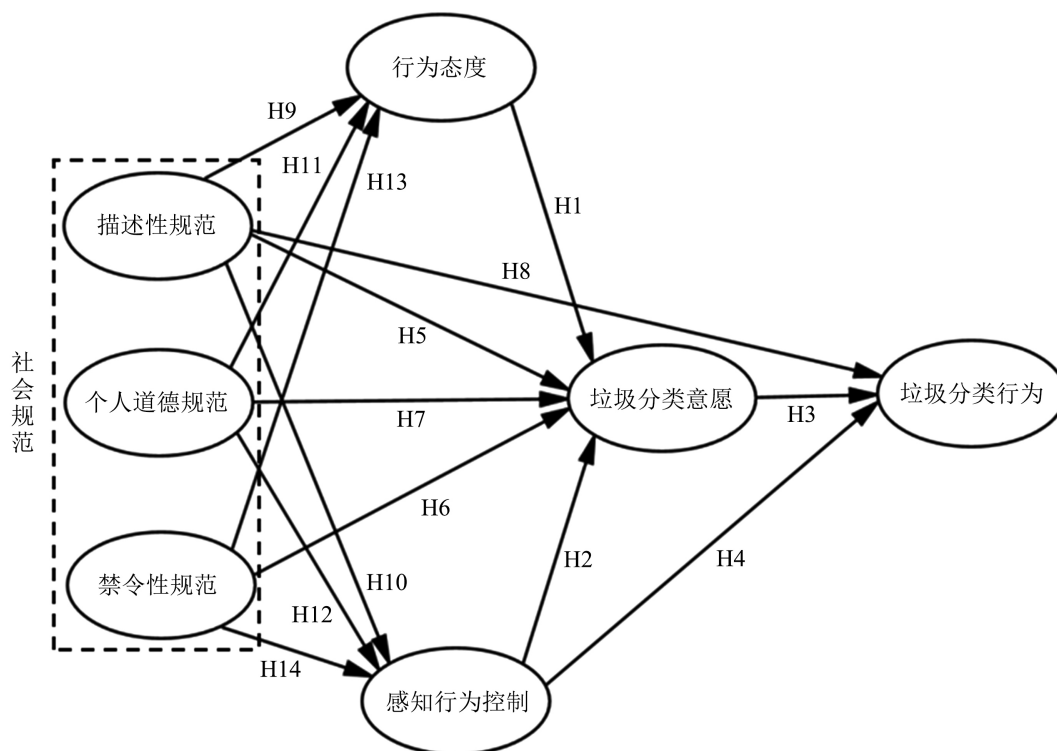 行为态度
H9
H11
H13
描述性规范
H1
H8
H5
社会规范
个人道德规范
H7
垃圾分类意愿
H3
垃圾分类行为
H6
禁令性规范
H10
H2
H4
H12
H14
感知行为控制